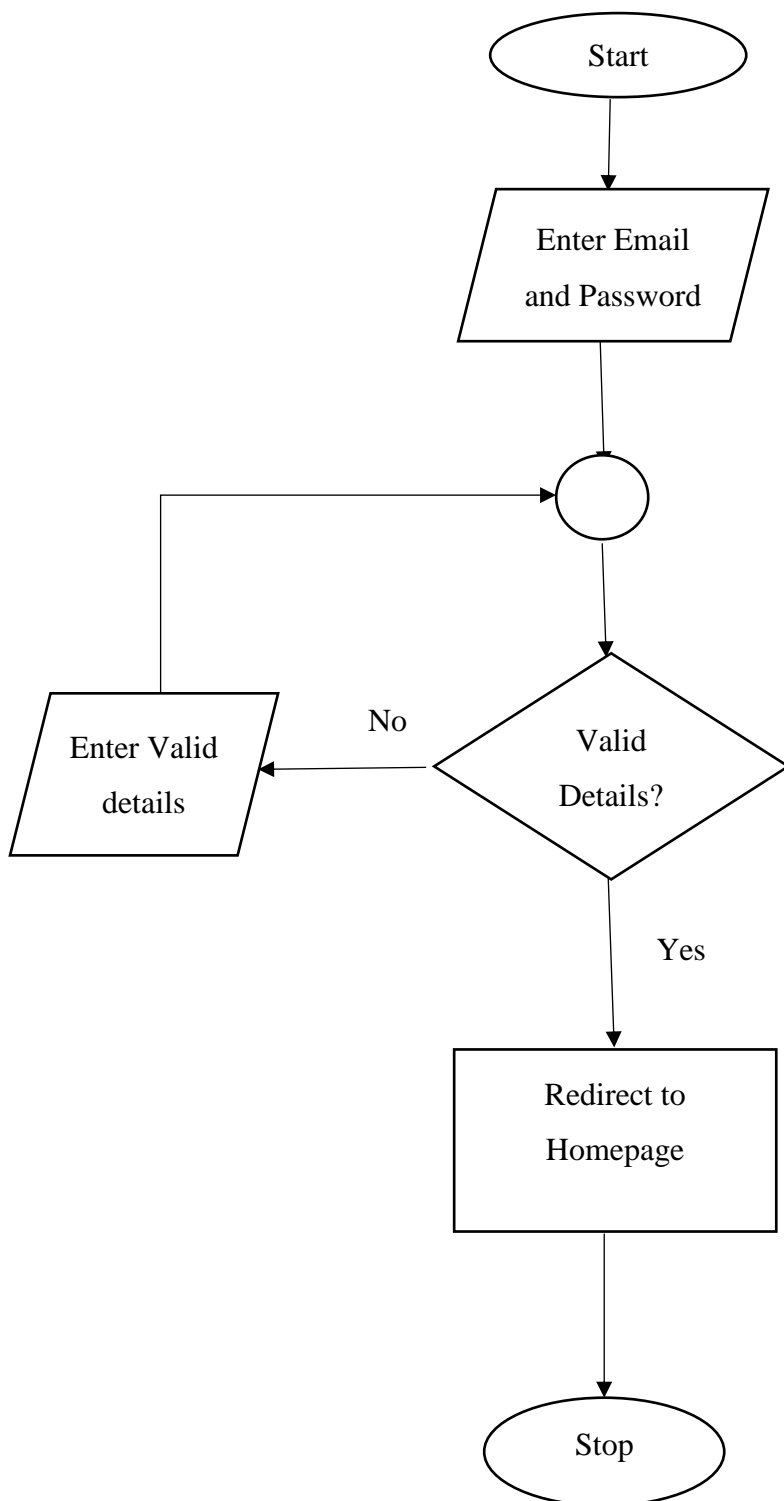 Start
Enter Email
and Password
No
Enter Valid
details
Valid
Details?
Yes
Redirect to
Homepage
Stop